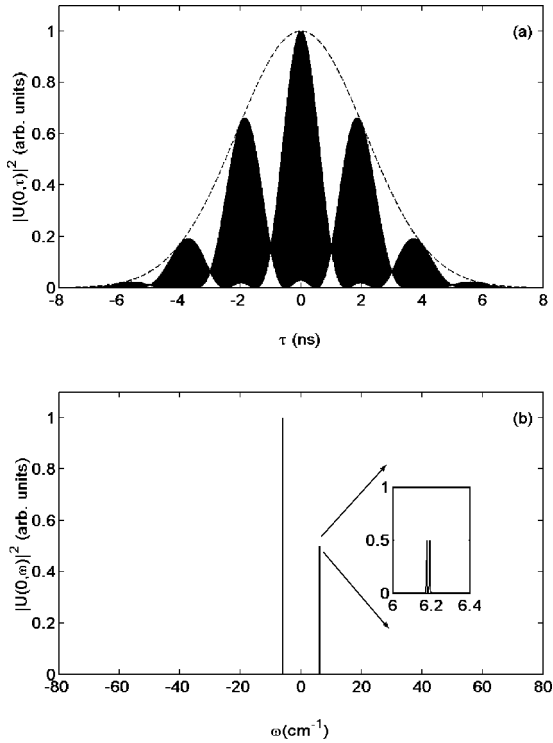 (a)
|U(0,τ)|² (arb. units)
1
0.8
0.6
0.4
0.2
0
-8 -6 -4 -2 0 2 4 6 8
τ (ns)
(b)
|U(0,ω)|² (arb. units)
1
0.8
0.6
0.4
0.2
0
1
0.5
0
6 6.2 6.4
-80 -60 -40 -20 0 20 40 60 80
ω(cm⁻¹)